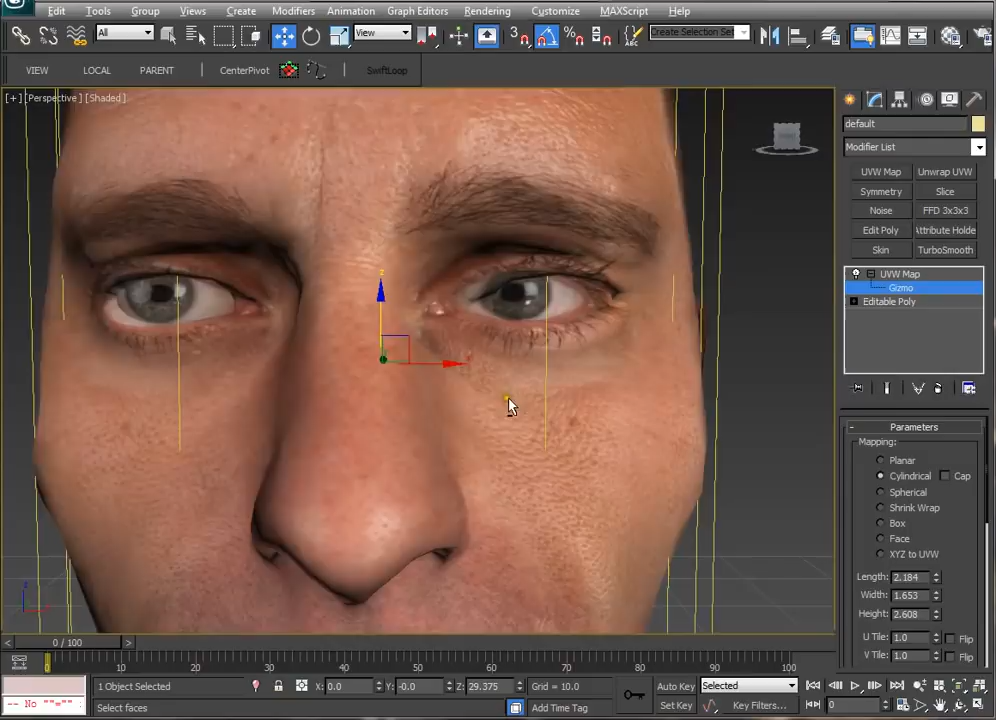 Edit Tools Group Views Create Modifiers Animation Graph Editors Rendering Customize MAXScript Help
All View 3 Create Selection Set
VIEW LOCAL PARENT CenterPivot SwiftLoop
[+] [Perspective] [Shaded]
default
Modifier List
UVW Map Unwrap UVW
Symmetry Slice
Noise FFD 3x3x3
Edit Poly Attribute Holde
Skin TurboSmooth
UVW Map
Gizmo
Editable Poly
z
Parameters
Mapping:
Planar
Cylindrical Cap
Spherical
Shrink Wrap
Box
Face
XYZ to UVW
Length: 2.184
Width: 1.653
Height: 2.608
U Tile: 1.0 Flip
V Tile: 1.0 Flip
0 / 100
0 10 20 30 40 50 60 70 80 90 100
1 Object Selected X: 0.0 Y: -0.0 Z: 29.375 Grid = 10.0 Auto Key Selected
-- No ""="" Select faces Add Time Tag Set Key Key Filters... 0